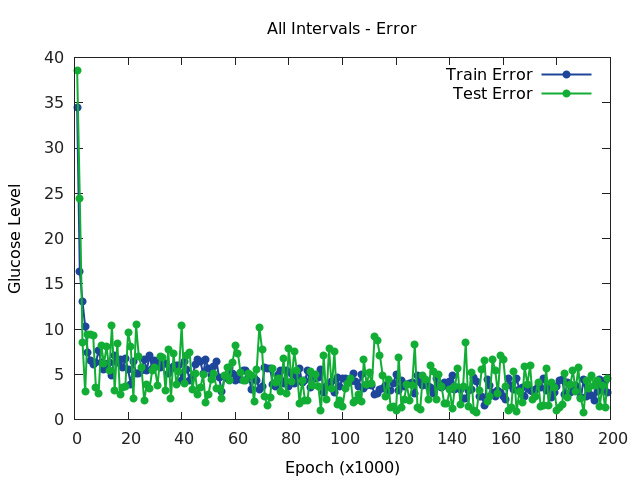 All Intervals - Error
Train Error
Test Error
Glucose Level
40
35
30
25
20
15
10
5
0
0 20 40 60 80 100 120 140 160 180 200
Epoch (x1000)